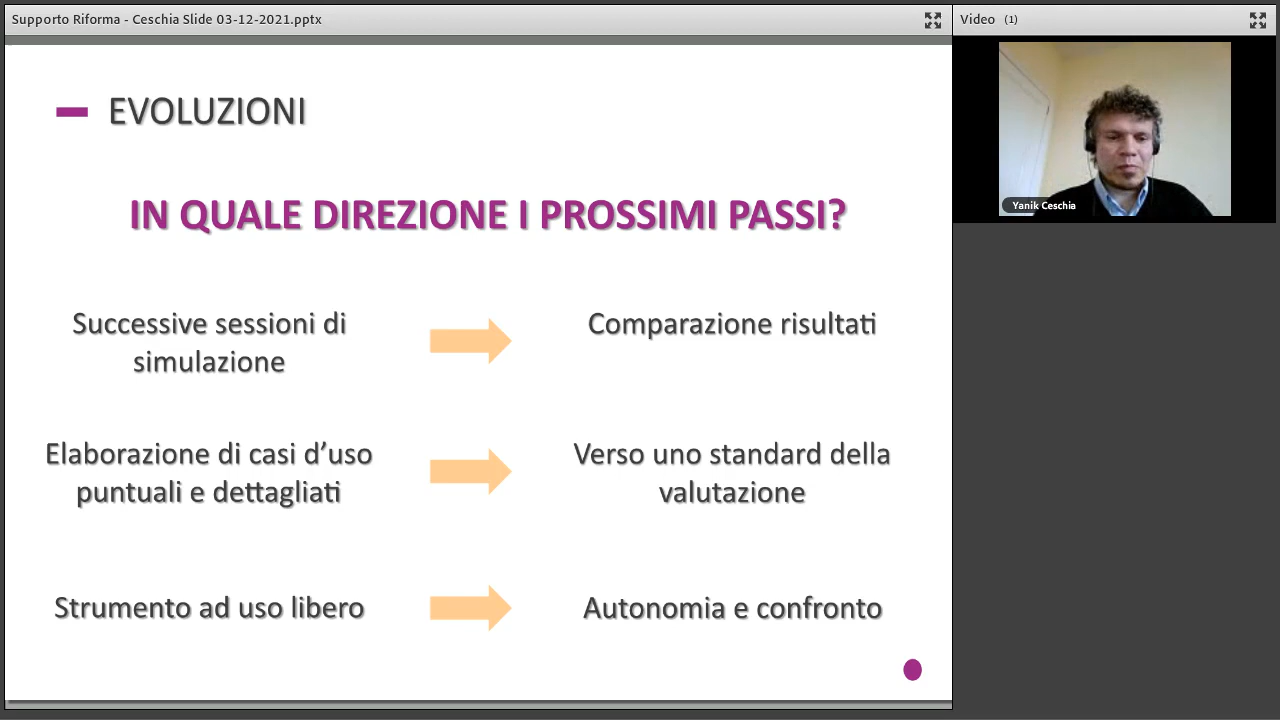 Supporto Riforma - Ceschia Slide 03-12-2021.pptx
Video (1)
Yanik Ceschia
EVOLUZIONI
IN QUALE DIREZIONE I PROSSIMI PASSI?
Successive sessioni di
simulazione
Comparazione risultati
Elaborazione di casi d’uso
puntuali e dettagliati
Verso uno standard della
valutazione
Strumento ad uso libero
Autonomia e confronto